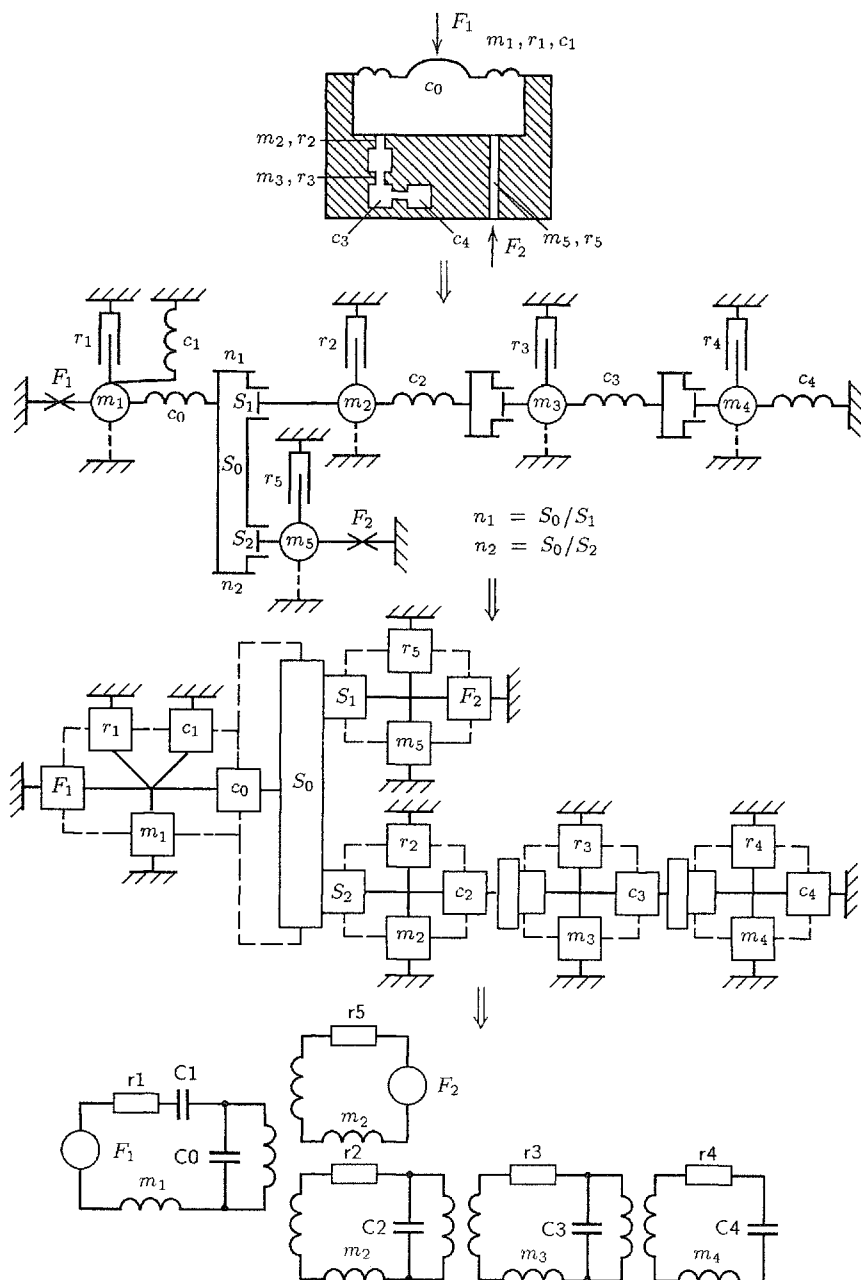 F₁
m₁, r₁, c₁
c₀
m₂, r₂
m₃, r₃
c₃
c₄
F₂
m₅, r₅
r₁
c₁
n₁
r₂
r₃
r₄
F₁
m₁
c₀
S₁
m₂
c₂
m₃
c₃
m₄
c₄
S₀
r₅
S₂
m₅
F₂
n₂
n₁ = S₀/S₁
n₂ = S₀/S₂
r₅
S₁
F₂
m₅
r₁
c₁
F₁
c₀
S₀
m₁
r₂
r₃
r₄
S₂
c₂
c₃
c₄
m₂
m₃
m₄
r5
F₂
m₂
r1
C1
F₁
C0
m₁
r2
r3
r4
C2
C3
C4
m₂
m₃
m₄